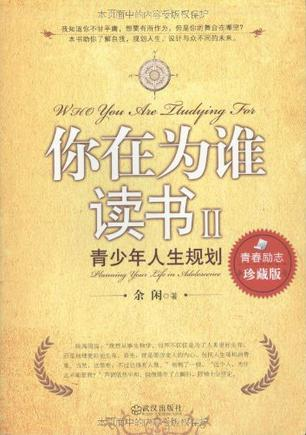 本页面中的内容受版权保护
我知道你不甘平庸，想要有所作为，但是你的舞台在哪里？
本书助你了解自我，规划人生，设计与众不同的未来。
WHO You Are Studying For
你在为谁
读书II
青少年人生规划
Planning Your Life in Adolescence
青春励志
珍藏版
余闲◎著
武汉出版社
本页面中的内容受版权保护